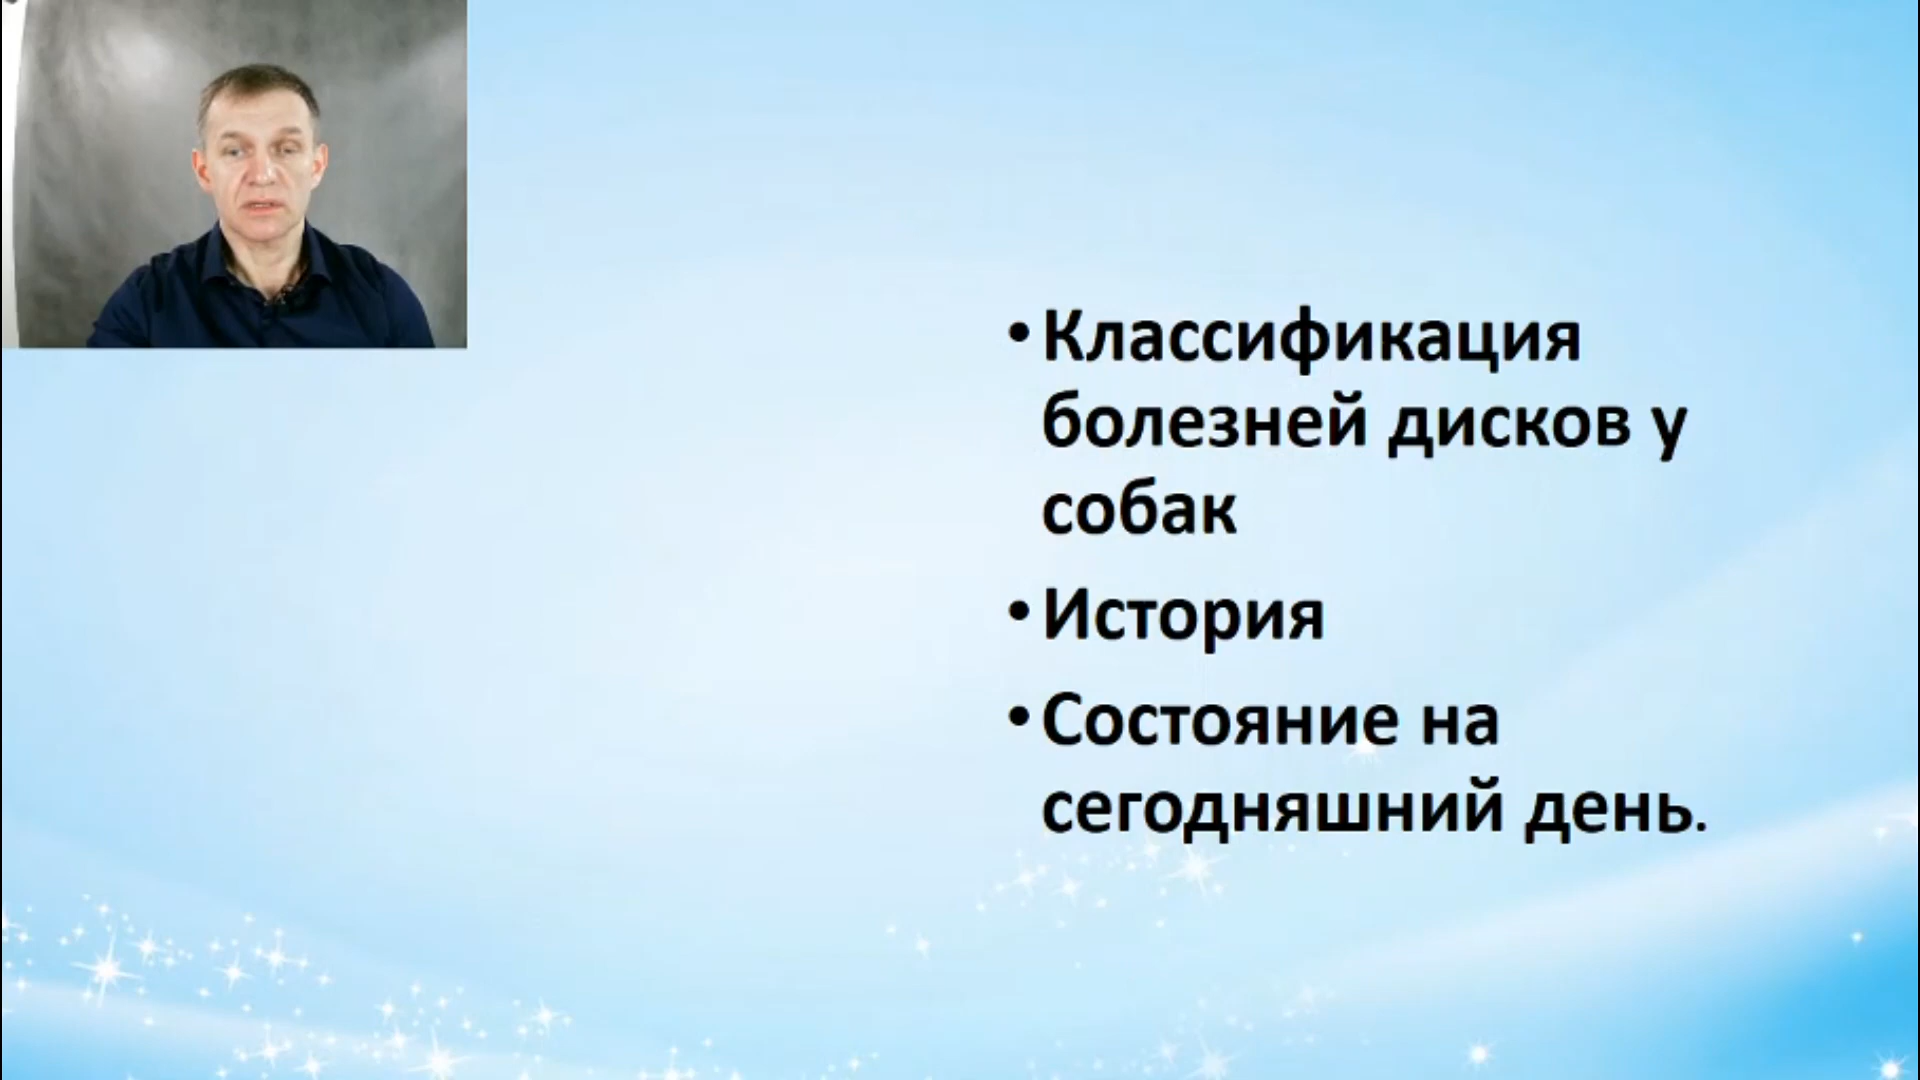 • Классификация
болезней дисков у
собак
• История
• Состояние на
сегодняшний день.